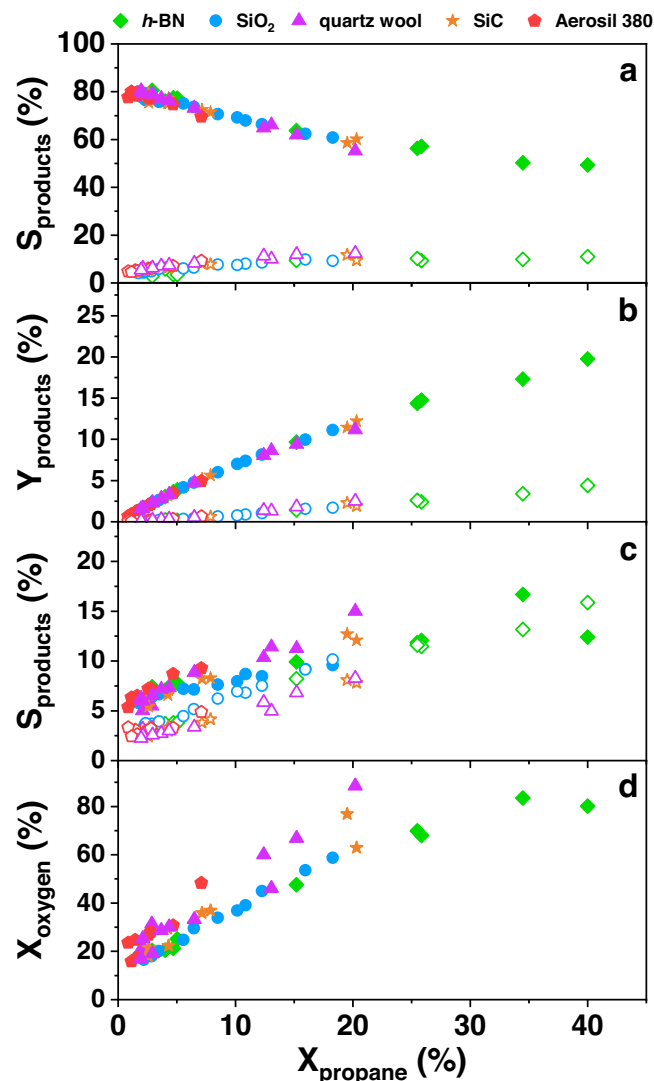 h-BN SiO2 quartz wool SiC Aerosil 380
100
80
60
40
20
0
Sproducts (%)
a
25
20
15
10
5
0
Yproducts (%)
b
20
15
10
5
0
Sproducts (%)
c
80
60
40
20
0
Xoxygen (%)
d
0 10 20 30 40
Xpropane (%)